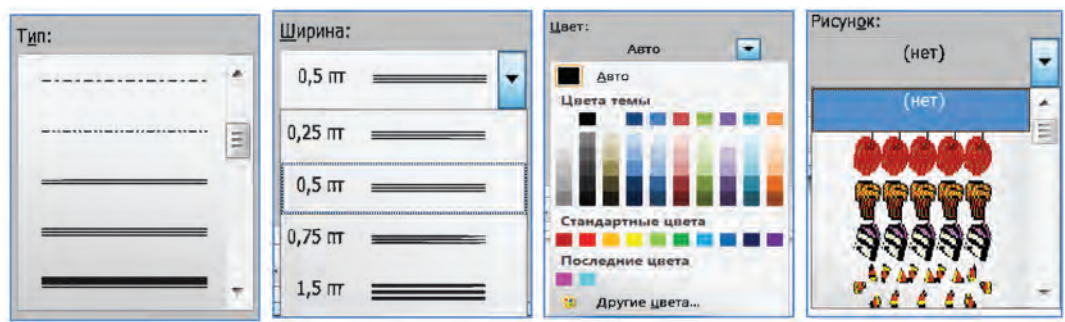 Тип:
Ширина:
0,5 пт
0,25 пт
0,5 пт
0,75 пт
1,5 пт
Цвет:
Авто
Авто
Цвета темы
Стандартные цвета
Последние цвета
Другие цвета...
Рисунок:
(нет)
(нет)